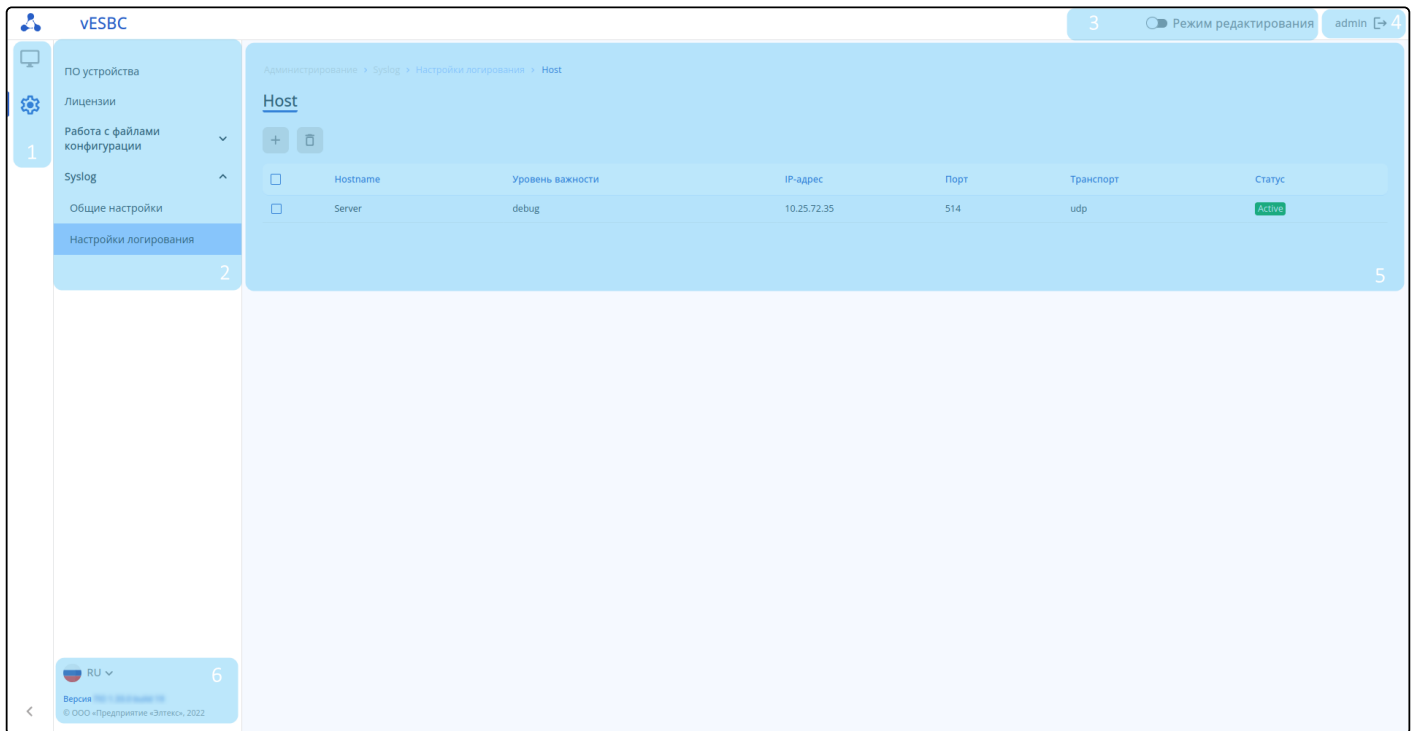 vESBC
3
Режим редактирования
admin
4
1
ПО устройства
Лицензии
Работа с файлами
конфигурации
Syslog
Общие настройки
Настройки логирования
2
Администрирование › Syslog › Настройки логирования › Host
Host
+
Hostname Уровень важности IP-адрес Порт Транспорт Статус
Server debug 10.25.72.35 514 udp Active
5
RU
6
Версия
© ООО «Предприятие «Элтекс», 2022